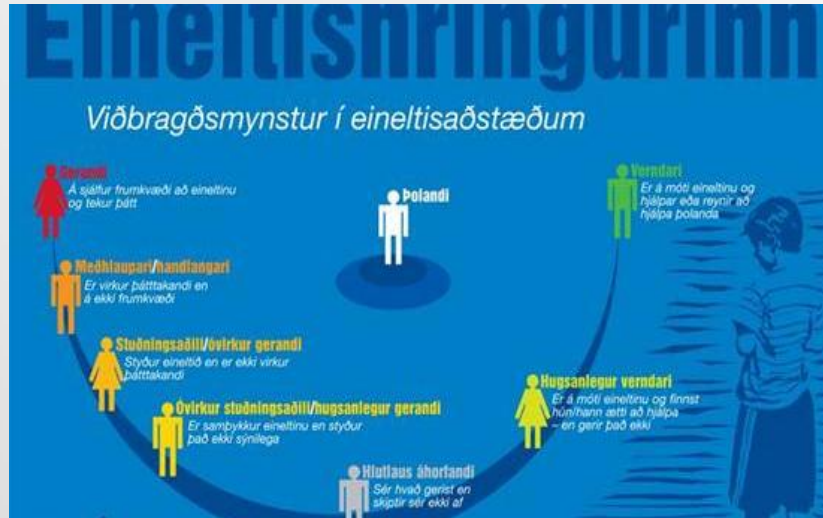 Eineltishringurinn
Viðbragðsmynstur í eineltisaðstæðum
Gerandi
Á sjálfur frumkvæði að eineltinu
og tekur þátt
Meðhlaupari/handlangari
Er virkur þátttakandi en
á ekki frumkvæði
Stuðningsaðili/óvirkur gerandi
Styður eineltið en er ekki virkur
þátttakandi
Óvirkur stuðningsaðili/hugsanlegur gerandi
Er samþykkur eineltinu en styður
það ekki sýnilega
Hlutlaus áhorfandi
Sér hvað gerist en
skiptir sér ekki af
Hugsanlegur verndari
Er á móti eineltinu og finnst
hún/hann ætti að hjálpa
– en gerir það ekki
Verndari
Er á móti eineltinu og
hjálpar eða reynir að
hjálpa þolanda
Þolandi